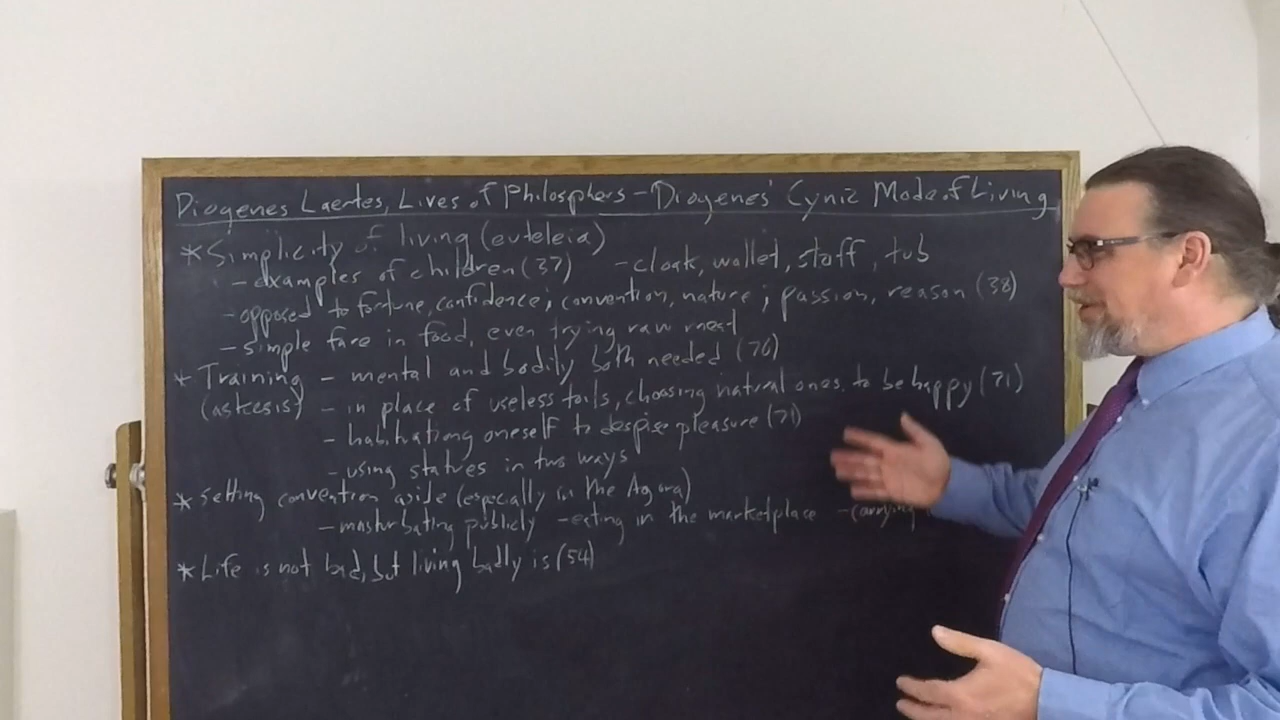 Diogenes Laertes, Lives of Philosophers - Diogenes' Cynic Mode of Living
* Simplicity of living (euteleia)
- examples of children (37) - cloak, wallet, staff, tub
- opposed to fortune, confidence; convention, nature; passion, reason (38)
- simple fare in food, even trying raw meat
* Training - mental and bodily both needed (70)
(askesis) - in place of useless toils, choosing natural ones, to be happy (71)
- habituationg oneself to despise pleasure (71)
- using statues in two ways
* Setting convention aside (especially in the Agora)
- masturbating publicly - eating in the marketplace - carrying
* Life is not bad, but living badly is (54)